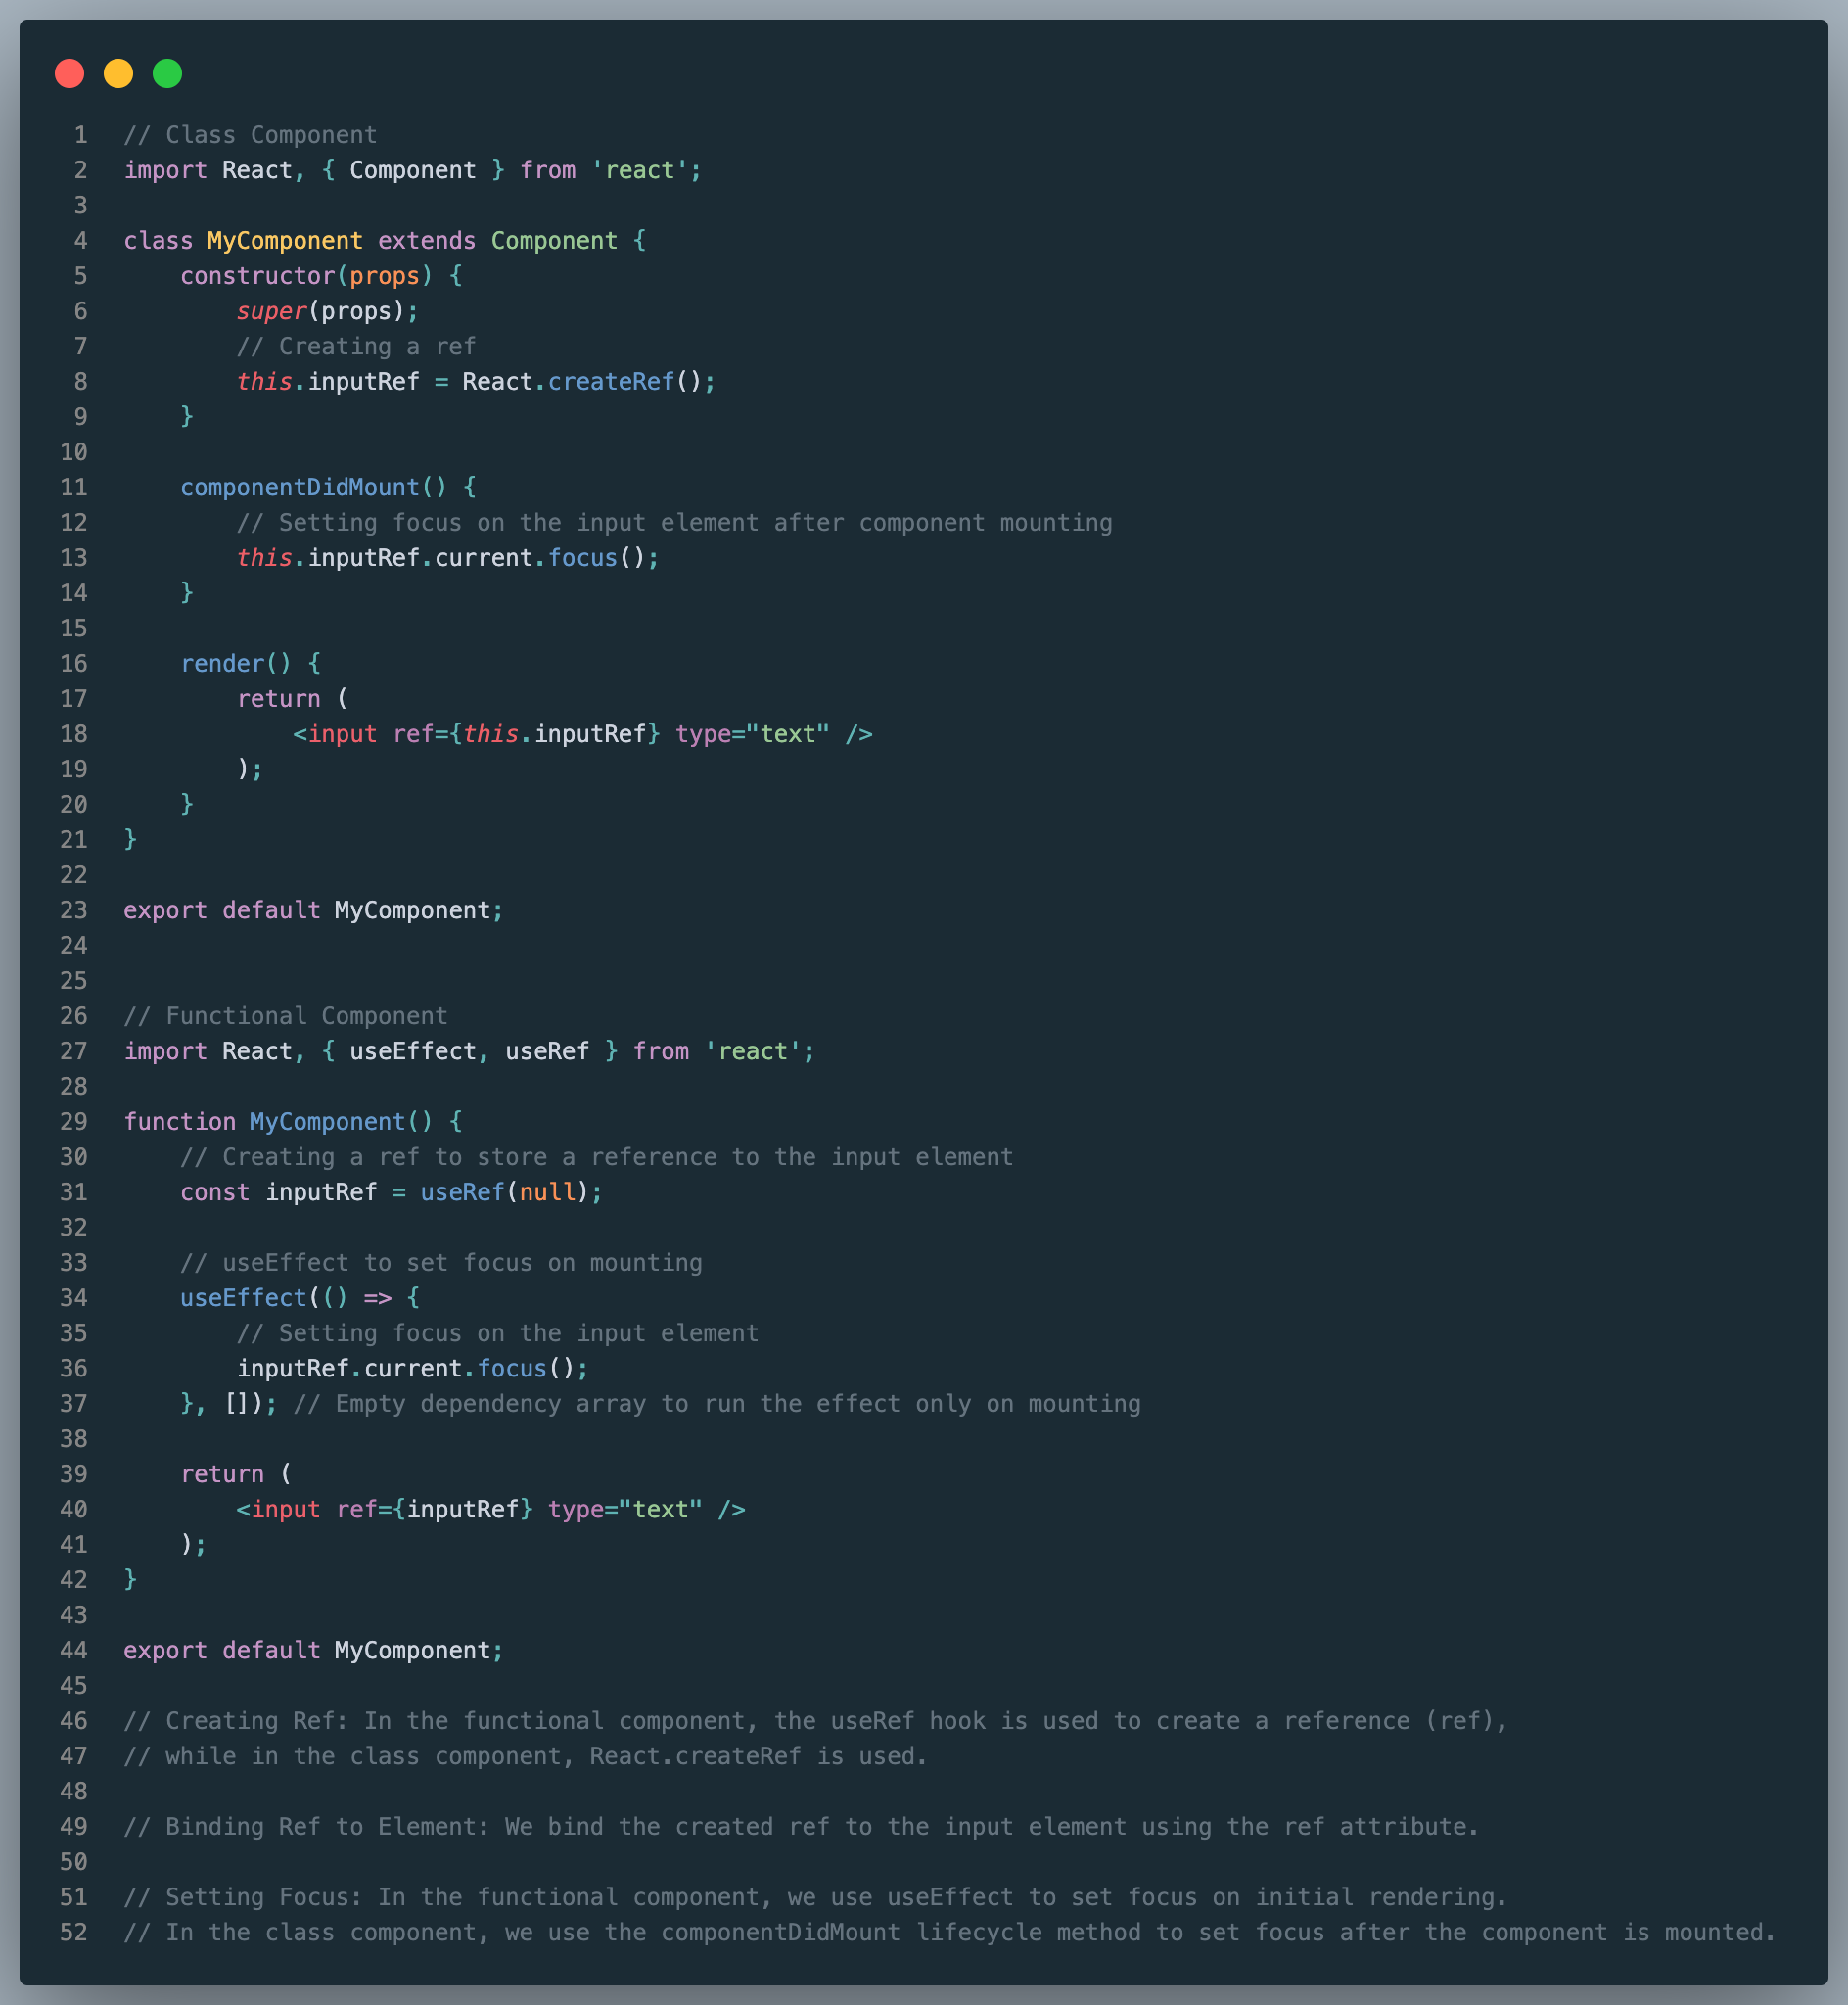 1 // Class Component
2 import React, { Component } from 'react';
3
4 class MyComponent extends Component {
5     constructor(props) {
6         super(props);
7         // Creating a ref
8         this.inputRef = React.createRef();
9     }
10
11     componentDidMount() {
12         // Setting focus on the input element after component mounting
13         this.inputRef.current.focus();
14     }
15
16     render() {
17         return (
18             <input ref={this.inputRef} type="text" />
19         );
20     }
21 }
22
23 export default MyComponent;
24
25
26 // Functional Component
27 import React, { useEffect, useRef } from 'react';
28
29 function MyComponent() {
30     // Creating a ref to store a reference to the input element
31     const inputRef = useRef(null);
32
33     // useEffect to set focus on mounting
34     useEffect(() => {
35         // Setting focus on the input element
36         inputRef.current.focus();
37     }, []); // Empty dependency array to run the effect only on mounting
38
39     return (
40         <input ref={inputRef} type="text" />
41     );
42 }
43
44 export default MyComponent;
45
46 // Creating Ref: In the functional component, the useRef hook is used to create a reference (ref),
47 // while in the class component, React.createRef is used.
48
49 // Binding Ref to Element: We bind the created ref to the input element using the ref attribute.
50
51 // Setting Focus: In the functional component, we use useEffect to set focus on initial rendering.
52 // In the class component, we use the componentDidMount lifecycle method to set focus after the component is mounted.